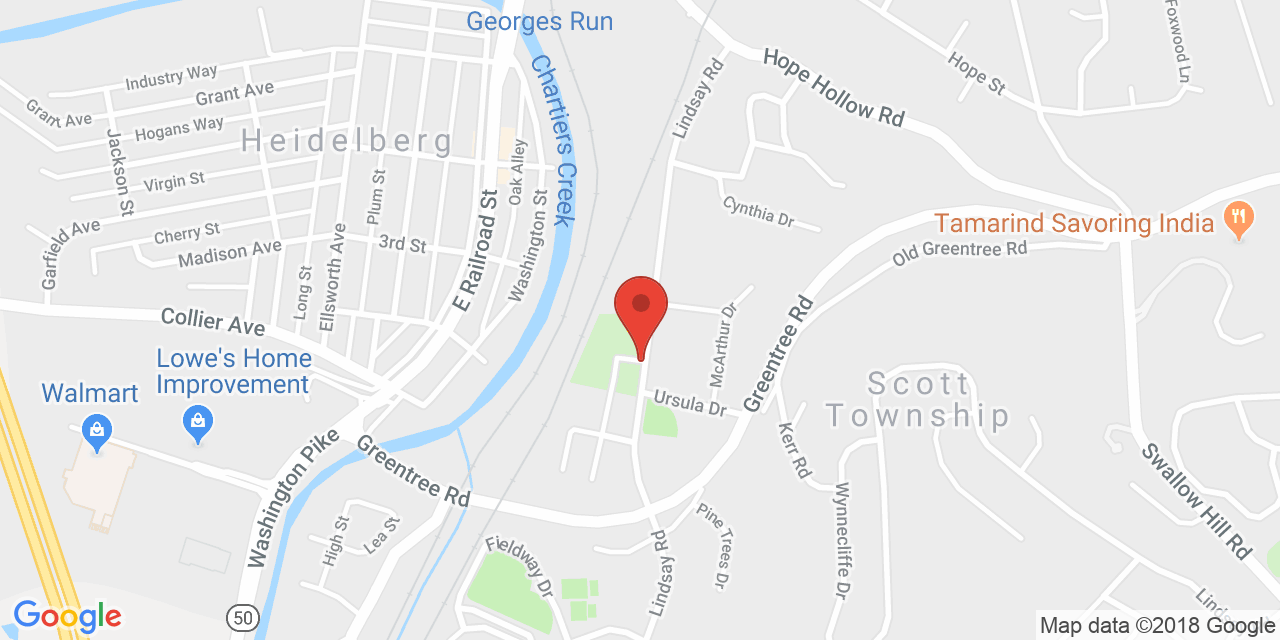 Georges Run
Foxwood Ln
Hope Hollow Rd
Hope St
Industry Way
Grant Ave
Grant Ave
Hogans Way
Chartiers Creek
Lindsay Rd
Heidelberg
Jackson St
Virgin St
Plum St
Oak Alley
Washington St
E Railroad St
Cynthia Dr
Tamarind Savoring India
Old Greentree Rd
Garfield Ave
Cherry St
Madison Ave
3rd St
Long St
Ellsworth Ave
Collier Ave
McArthur Dr
Greentree Rd
Lowe's Home
Improvement
Walmart
Ursula Dr
Scott
Township
Kerr Rd
Greentree Rd
Washington Pike
Swallow Hill Rd
Wynnecliffe Dr
Pine Trees Dr
High St
Lea St
Fieldway Dr
Lindsay Rd
50
Google
Map data ©2018 Google